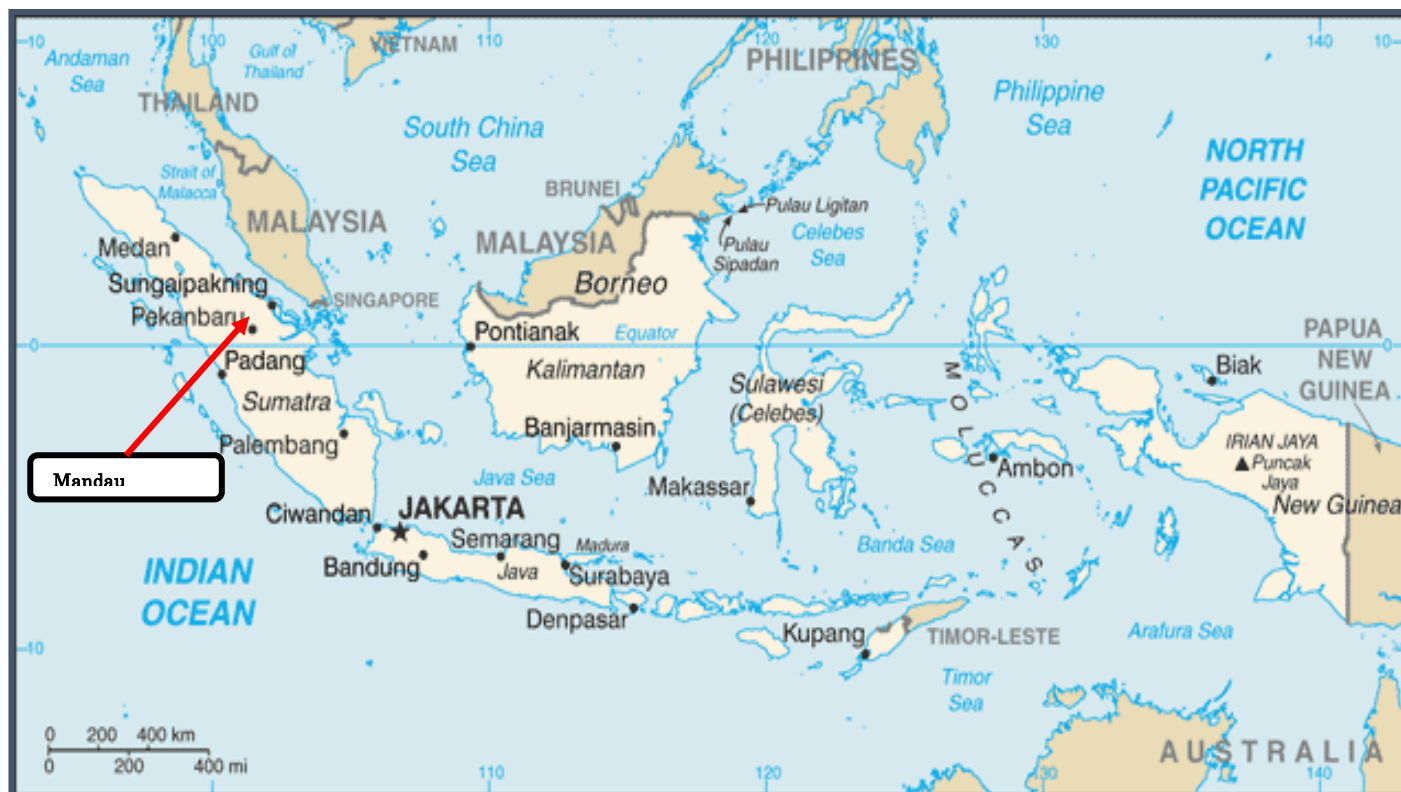 10
100
110
120
130
140
10
Andaman
Sea
Gulf of
Thailand
VIETNAM
PHILIPPINES
THAILAND
South China
Sea
Philippine
Sea
Strait of
Malacca
MALAYSIA
BRUNEI
MALAYSIA
NORTH
PACIFIC
OCEAN
Pulau Ligitan
Celebes
Sea
Pulau
Sipadan
Medan
Sungaipakning
SINGAPORE
Pekanbaru
Borneo
Pontianak
Equator
0
0
PAPUA
NEW
GUINEA
Padang
Kalimantan
Biak
Sumatra
Sulawesi
(Celebes)
MOLUCCAS
Palembang
Banjarmasin
Mandau
Java Sea
Makassar
Ambon
IRIAN JAYA
Puncak
Jaya
New Guinea
Ciwandan
JAKARTA
Semarang
Madura
Banda Sea
Bandung
Java
Surabaya
INDIAN
OCEAN
Denpasar
Kupang
TIMOR-LESTE
Arafura Sea
10
Timor
Sea
0 200 400 km
0 200 400 mi
AUSTRALIA
110
120
130
140